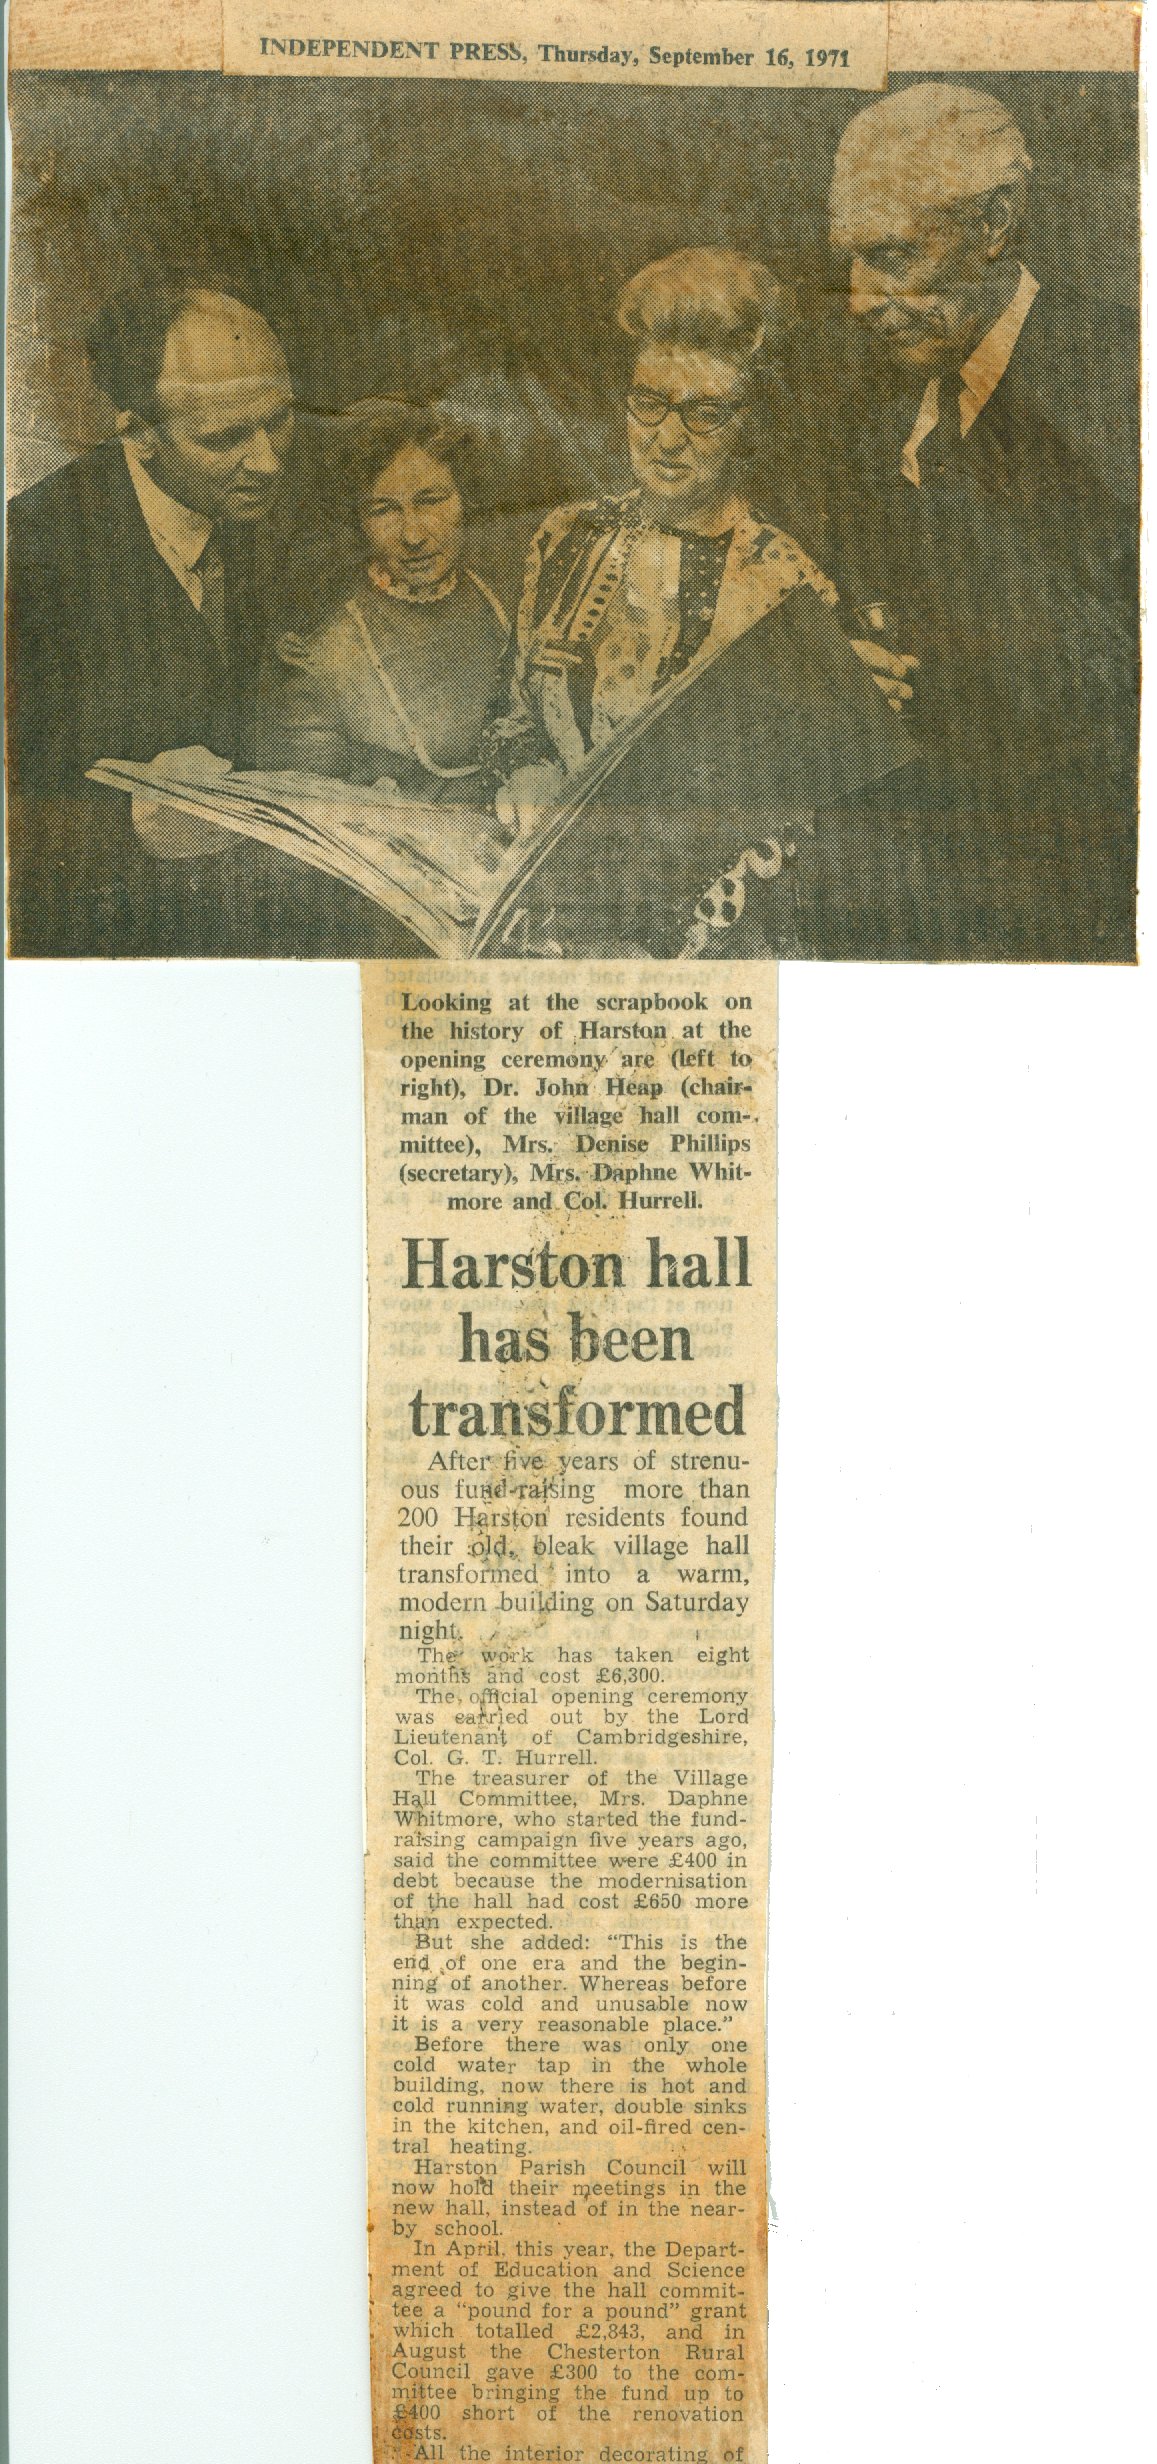 INDEPENDENT PRESS, Thursday, September 16, 1971
Looking at the scrapbook on
the history of Harston at the
opening ceremony are (left to
right), Dr. John Heap (chair-
man of the village hall com-
mittee), Mrs. Denise Phillips
(secretary), Mrs. Daphne Whit-
more and Col. Hurrell.
Harston hall
has been
transformed
After five years of strenu-
ous fund-raising more than
200 Harston residents found
their old, bleak village hall
transformed into a warm,
modern building on Saturday
night.
The work has taken eight
months and cost £6,300.
The official opening ceremony
was carried out by the Lord
Lieutenant of Cambridgeshire,
Col. G. T. Hurrell.
The treasurer of the Village
Hall Committee, Mrs. Daphne
Whitmore, who started the fund-
raising campaign five years ago,
said the committee were £400 in
debt because the modernisation
of the hall had cost £650 more
than expected.
But she added: “This is the
end of one era and the begin-
ning of another. Whereas before
it was cold and unusable now
it is a very reasonable place.”
Before there was only one
cold water tap in the whole
building, now there is hot and
cold running water, double sinks
in the kitchen, and oil-fired cen-
tral heating.
Harston Parish Council will
now hold their meetings in the
new hall, instead of in the near-
by school.
In April, this year, the Depart-
ment of Education and Science
agreed to give the hall commit-
tee a “pound for a pound” grant
which totalled £2,843, and in
August the Chesterton Rural
Council gave £300 to the com-
mittee bringing the fund up to
£400 short of the renovation
costs.
All the interior decorating of